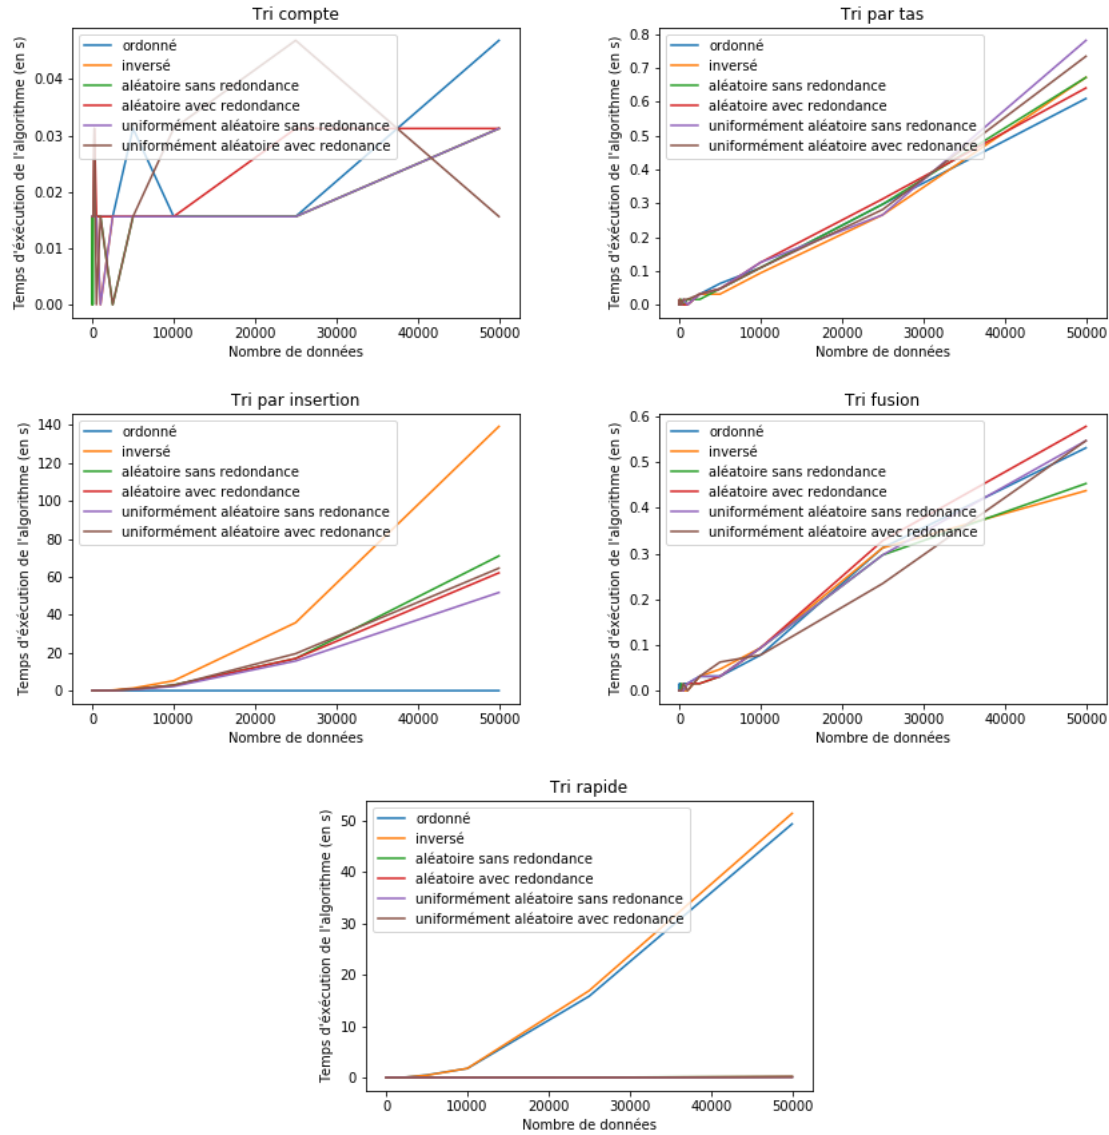 Tri compte
Temps d'éxécution de l'algorithme (en s)
0.04
0.03
0.02
0.01
0.00
ordonné
inversé
aléatoire sans redondance
aléatoire avec redondance
uniformément aléatoire sans redonance
uniformément aléatoire avec redonance
0 10000 20000 30000 40000 50000
Nombre de données
Tri par tas
Temps d'éxécution de l'algorithme (en s)
0.8
0.7
0.6
0.5
0.4
0.3
0.2
0.1
0.0
ordonné
inversé
aléatoire sans redondance
aléatoire avec redondance
uniformément aléatoire sans redonance
uniformément aléatoire avec redonance
0 10000 20000 30000 40000 50000
Nombre de données
Tri par insertion
Temps d'éxécution de l'algorithme (en s)
140
120
100
80
60
40
20
0
ordonné
inversé
aléatoire sans redondance
aléatoire avec redondance
uniformément aléatoire sans redonance
uniformément aléatoire avec redonance
0 10000 20000 30000 40000 50000
Nombre de données
Tri fusion
Temps d'éxécution de l'algorithme (en s)
0.6
0.5
0.4
0.3
0.2
0.1
0.0
ordonné
inversé
aléatoire sans redondance
aléatoire avec redondance
uniformément aléatoire sans redonance
uniformément aléatoire avec redonance
0 10000 20000 30000 40000 50000
Nombre de données
Tri rapide
Temps d'éxécution de l'algorithme (en s)
50
40
30
20
10
0
ordonné
inversé
aléatoire sans redondance
aléatoire avec redondance
uniformément aléatoire sans redonance
uniformément aléatoire avec redonance
0 10000 20000 30000 40000 50000
Nombre de données